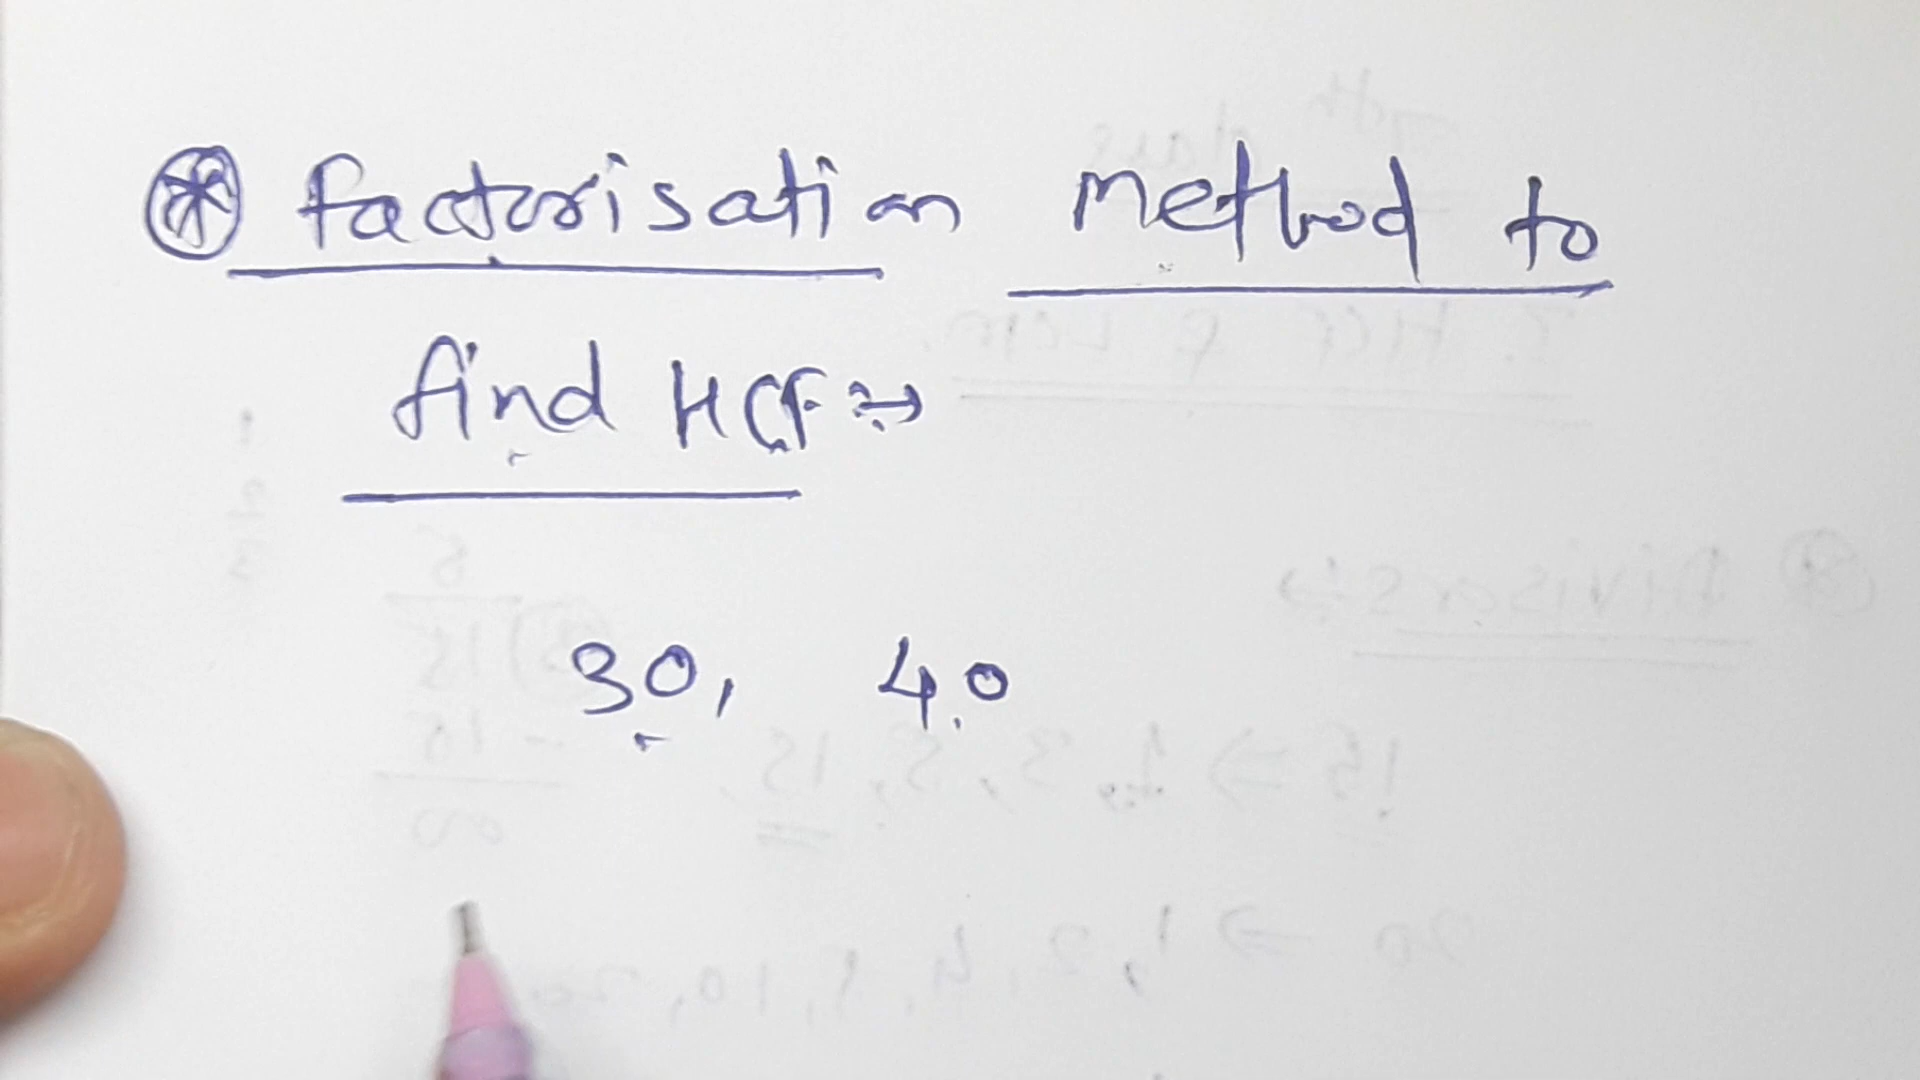 ⊛ factorisation method to
find HCF:→
30, 40